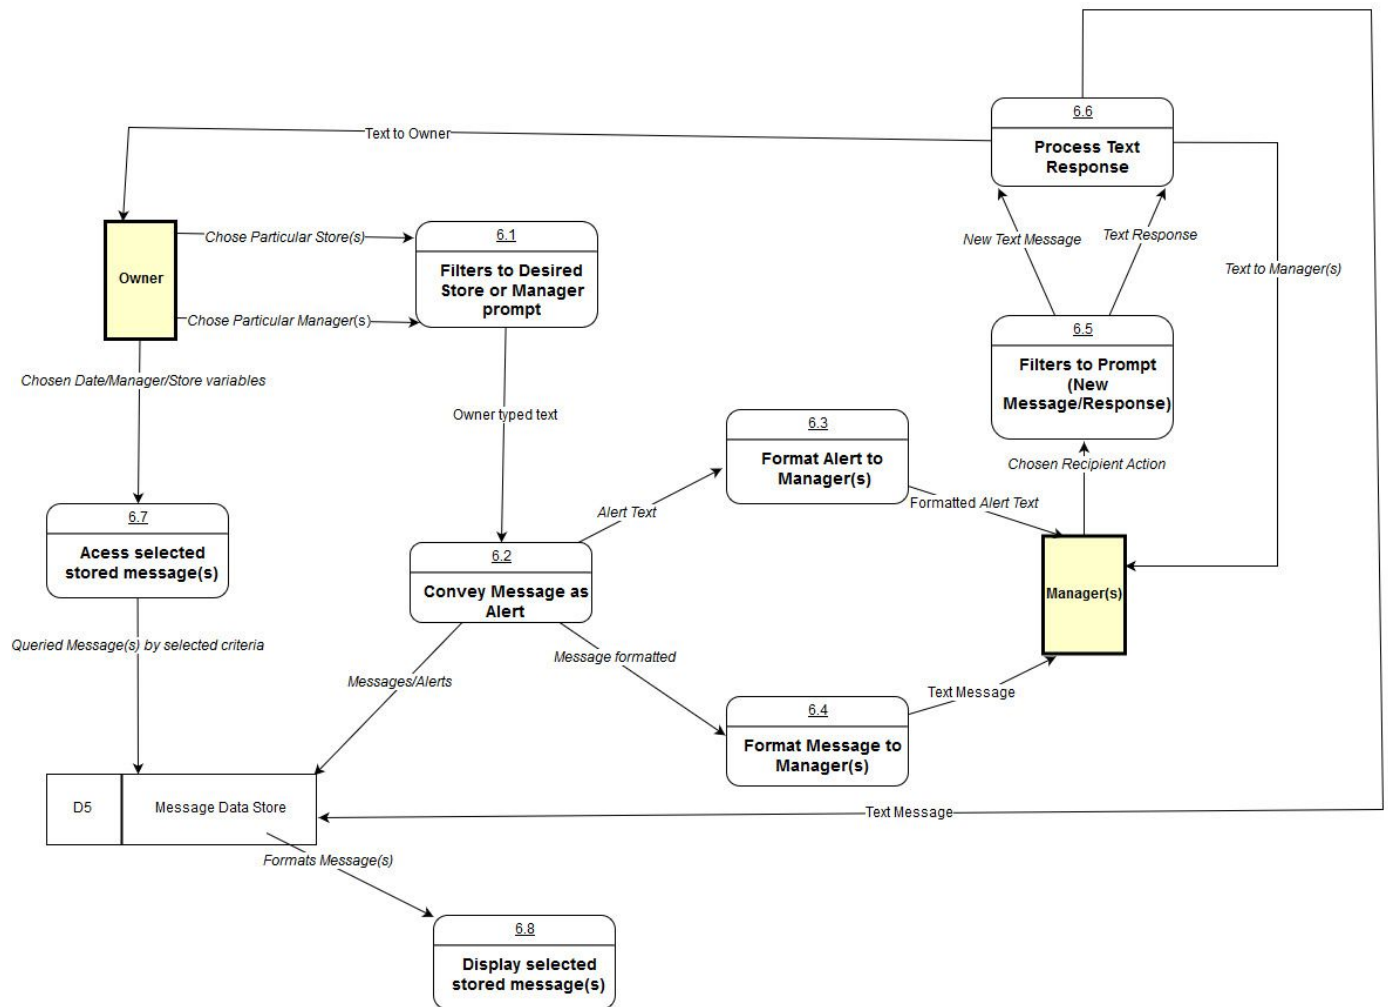 6.6
Process Text
Response
Text to Owner
New Text Message
Text Response
Text to Manager(s)
Owner
Chose Particular Store(s)
Chose Particular Manager(s)
6.1
Filters to Desired
Store or Manager
prompt
6.5
Filters to Prompt
(New
Message/Response)
Chosen Date/Manager/Store variables
Owner typed text
6.3
Format Alert to
Manager(s)
Chosen Recipient Action
Formatted Alert Text
Alert Text
6.7
Acess selected
stored message(s)
6.2
Convey Message as
Alert
Manager(s)
Queried Message(s) by selected criteria
Message formatted
Messages/Alerts
Text Message
6.4
Format Message to
Manager(s)
D5
Message Data Store
Text Message
Formats Message(s)
6.8
Display selected
stored message(s)